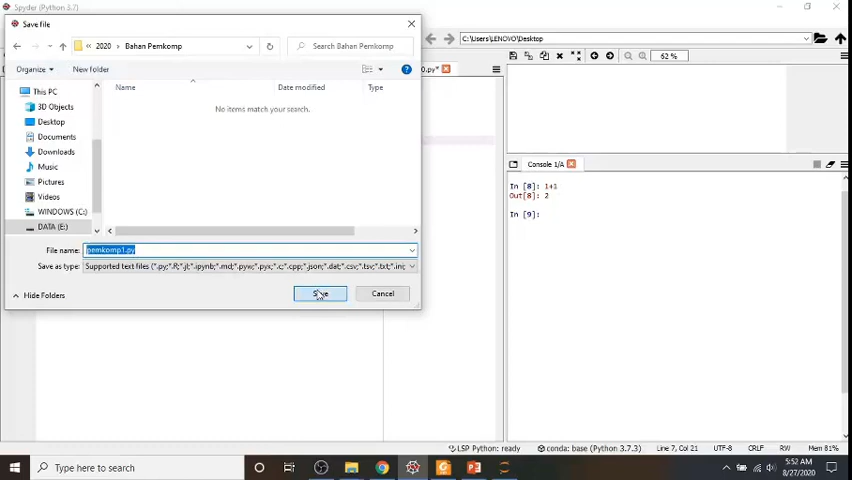 Spyder (Python 3.7)
Save file
« 2020 › Bahan Pemkomp
Search Bahan Pemkomp
C:\Users\LENOVO\Desktop
Organize
New folder
62 %
0.py*
Name
Date modified
Type
No items match your search.
This PC
3D Objects
Desktop
Documents
Downloads
Music
Pictures
Videos
WINDOWS (C:)
DATA (E:)
Console 1/A
In [8]: 1+1
Out[8]: 2
In [9]:
File name: pemkomp1.py
Save as type: Supported text files (*.py;*.R;*.jl;*.ipynb;*.md;*.pyw;*.pyx;*.c;*.cpp;*.json;*.dat;*.csv;*.tsv;*.txt;*.in;
Hide Folders
Save
Cancel
LSP Python: ready
conda: base (Python 3.7.3)
Line 7, Col 21
UTF-8
CRLF
RW
Mem 81%
Type here to search
5:52 AM
8/27/2020